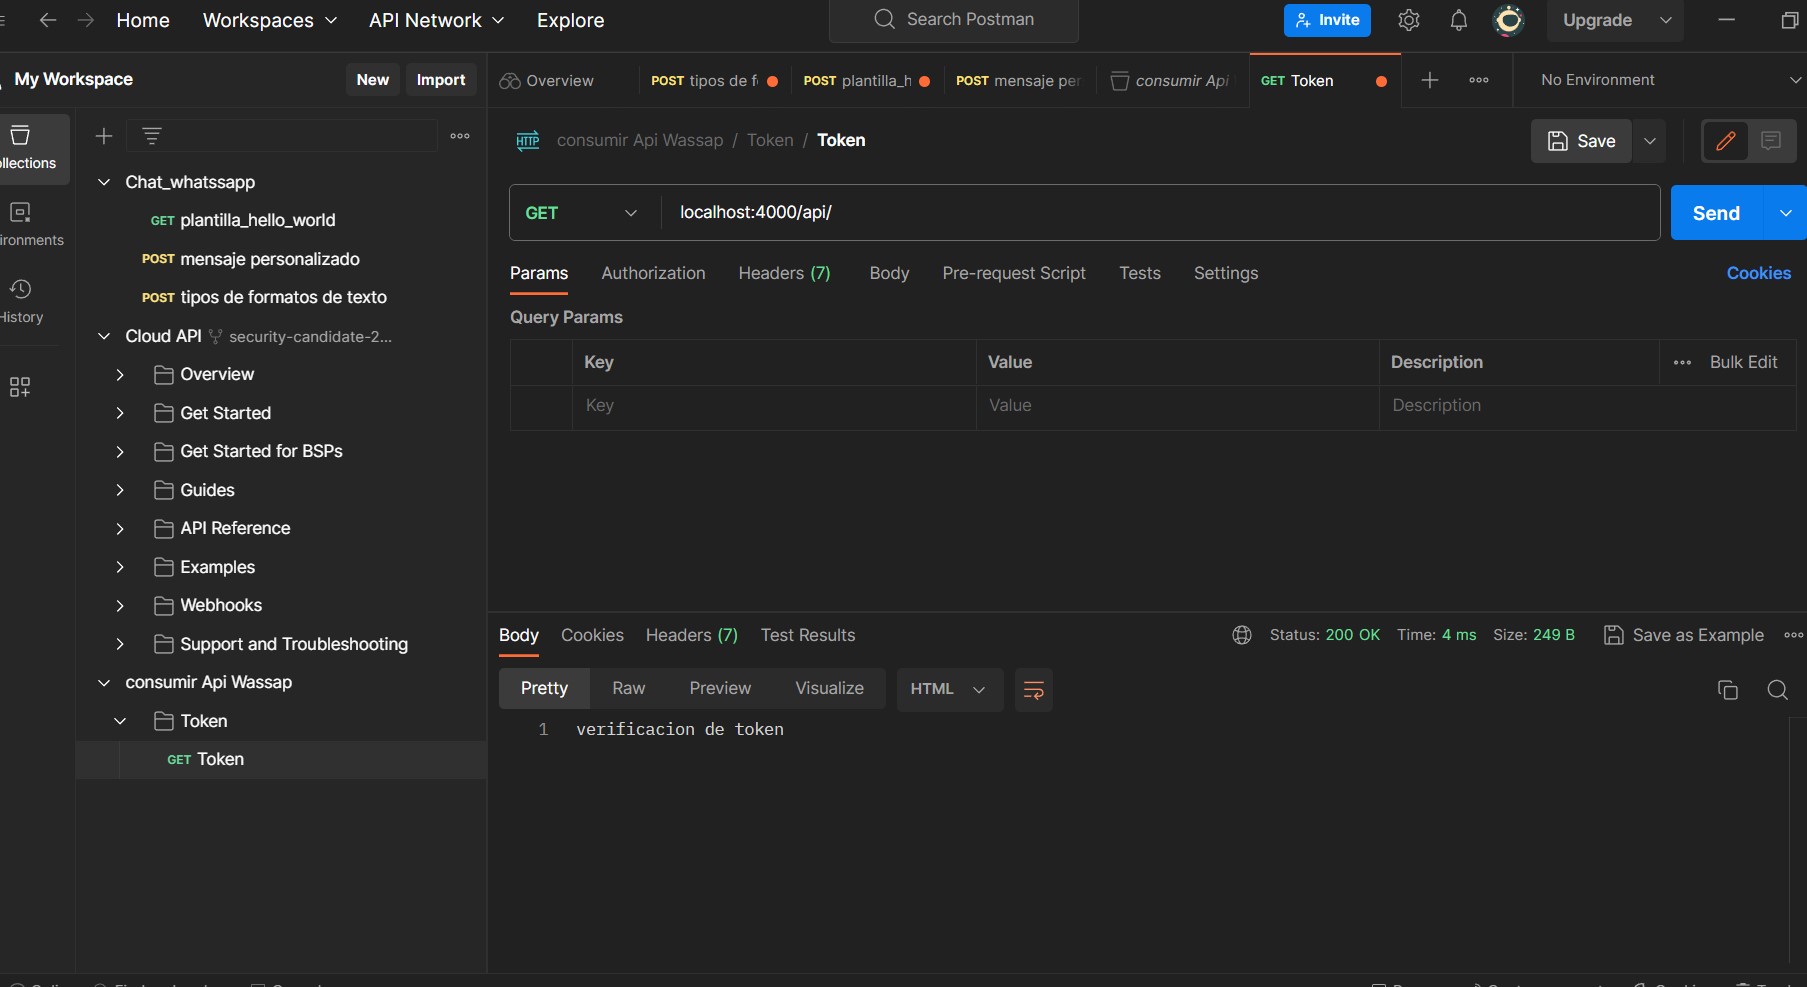 Home Workspaces API Network Explore Search Postman Invite Upgrade
My Workspace New Import Overview POST tipos de f POST plantilla_h POST mensaje per consumir Api GET Token No Environment
llections
ironments
History
Chat_whatssapp
GET plantilla_hello_world
POST mensaje personalizado
POST tipos de formatos de texto
Cloud API security-candidate-2...
Overview
Get Started
Get Started for BSPs
Guides
API Reference
Examples
Webhooks
Support and Troubleshooting
consumir Api Wassap
Token
GET Token
HTTP consumir Api Wassap / Token / Token Save
GET localhost:4000/api/ Send
Params Authorization Headers (7) Body Pre-request Script Tests Settings Cookies
Query Params
Key Value Description Bulk Edit
Key Value Description
Body Cookies Headers (7) Test Results Status: 200 OK Time: 4 ms Size: 249 B Save as Example
Pretty Raw Preview Visualize HTML
1 verificacion de token